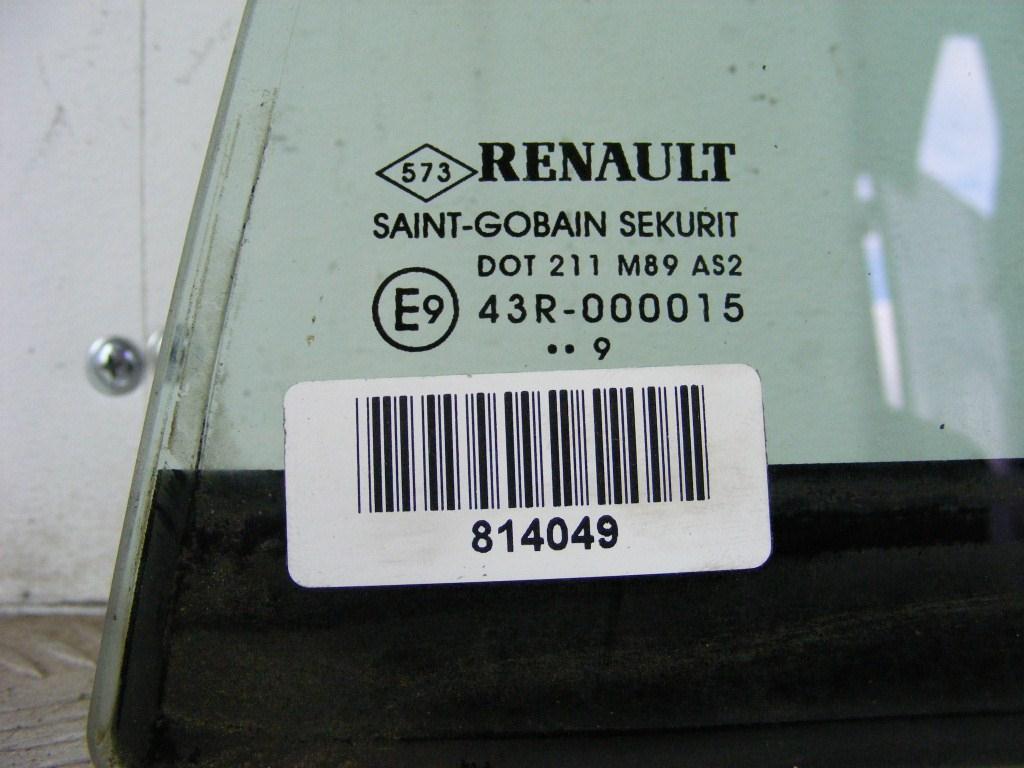 573 RENAULT
SAINT-GOBAIN SEKURIT
DOT 211 M89 AS2
E9 43R-000015
•• 9
814049